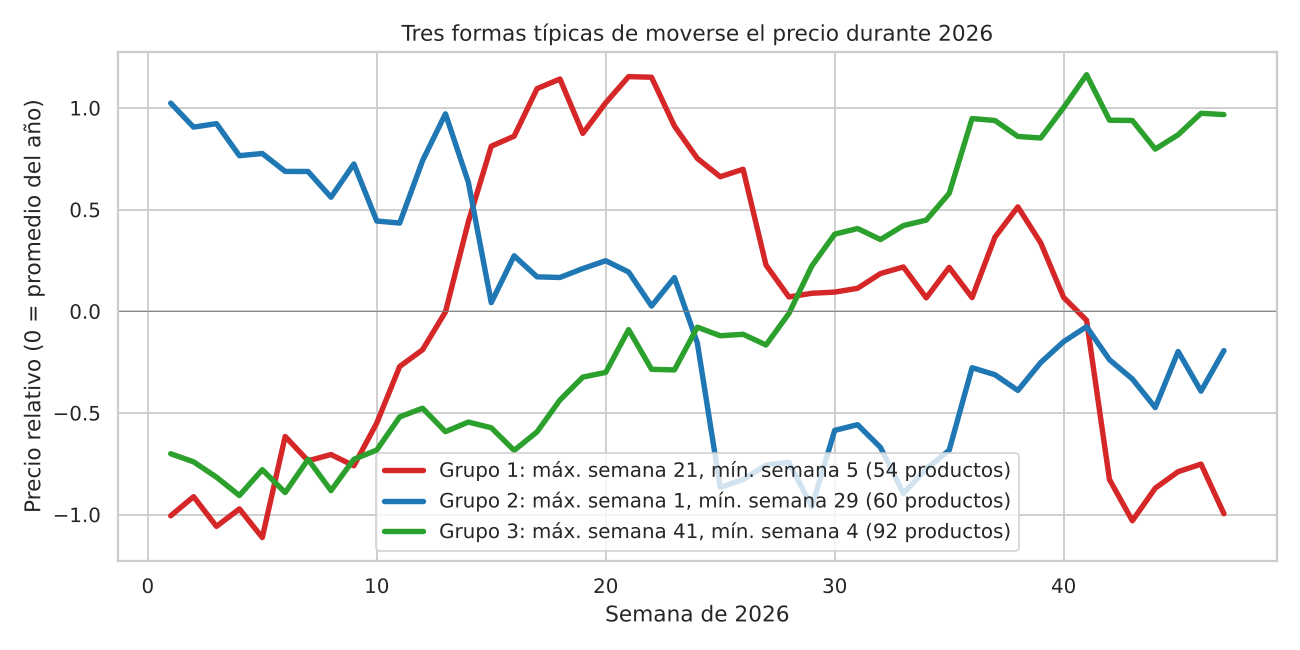 Tres formas típicas de moverse el precio durante 2026
Precio relativo (0 = promedio del año)
1.0
0.5
0.0
−0.5
−1.0
Grupo 1: máx. semana 21, mín. semana 5 (54 productos)
Grupo 2: máx. semana 1, mín. semana 29 (60 productos)
Grupo 3: máx. semana 41, mín. semana 4 (92 productos)
0 10 20 30 40
Semana de 2026